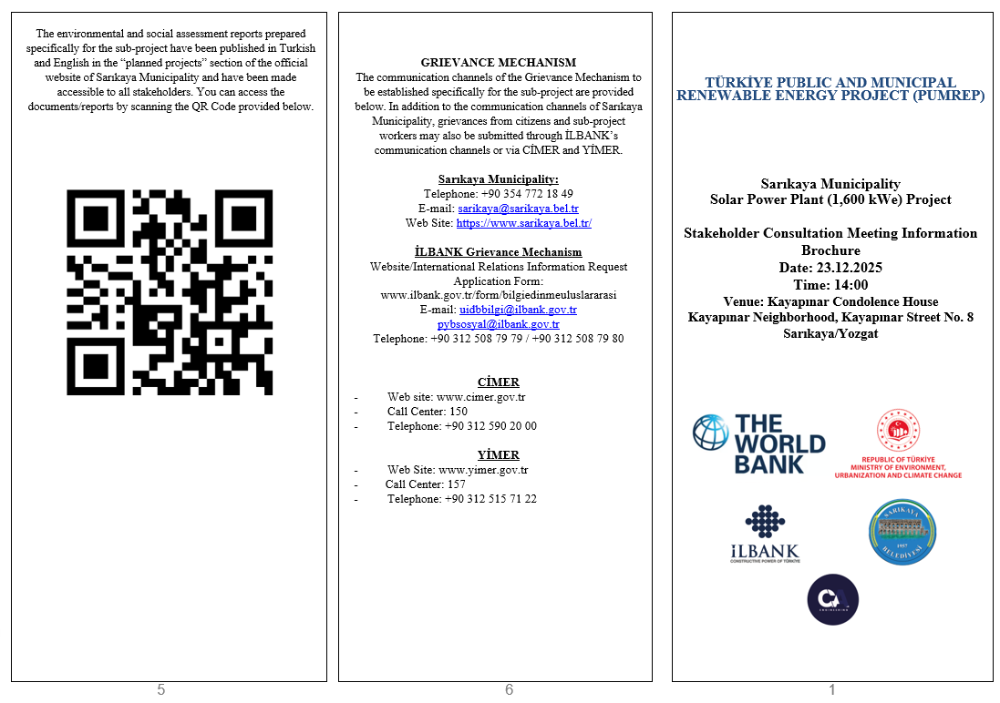 The environmental and social assessment reports prepared
specifically for the sub-project have been published in Turkish
and English in the “planned projects” section of the official
website of Sarıkaya Municipality and have been made
accessible to all stakeholders. You can access the
documents/reports by scanning the QR Code provided below.
5
GRIEVANCE MECHANISM
The communication channels of the Grievance Mechanism to
be established specifically for the sub-project are provided
below. In addition to the communication channels of Sarıkaya
Municipality, grievances from citizens and sub-project
workers may also be submitted through İLBANK’s
communication channels or via CİMER and YİMER.
Sarıkaya Municipality:
Telephone: +90 354 772 18 49
E-mail: sarikaya@sarikaya.bel.tr
Web Site: https://www.sarikaya.bel.tr/
İLBANK Grievance Mechanism
Website/International Relations Information Request
Application Form:
www.ilbank.gov.tr/form/bilgiedinmeuluslararasi
E-mail: uidbbilgi@ilbank.gov.tr
pybsosyal@ilbank.gov.tr
Telephone: +90 312 508 79 79 / +90 312 508 79 80
CİMER
- Web site: www.cimer.gov.tr
- Call Center: 150
- Telephone: +90 312 590 20 00
YİMER
- Web Site: www.yimer.gov.tr
- Call Center: 157
- Telephone: +90 312 515 71 22
6
TÜRKİYE PUBLIC AND MUNICIPAL
RENEWABLE ENERGY PROJECT (PUMREP)
Sarıkaya Municipality
Solar Power Plant (1,600 kWe) Project
Stakeholder Consultation Meeting Information
Brochure
Date: 23.12.2025
Time: 14:00
Venue: Kayapınar Condolence House
Kayapınar Neighborhood, Kayapınar Street No. 8
Sarıkaya/Yozgat
THE
WORLD
BANK
REPUBLIC OF TÜRKİYE
MINISTRY OF ENVIRONMENT,
URBANIZATION AND CLIMATE CHANGE
İLBANK
CONSTRUCTIVE POWER OF TÜRKİYE
SARIKAYA
1957
BELEDİYESİ
CA
ENGINEERING
1